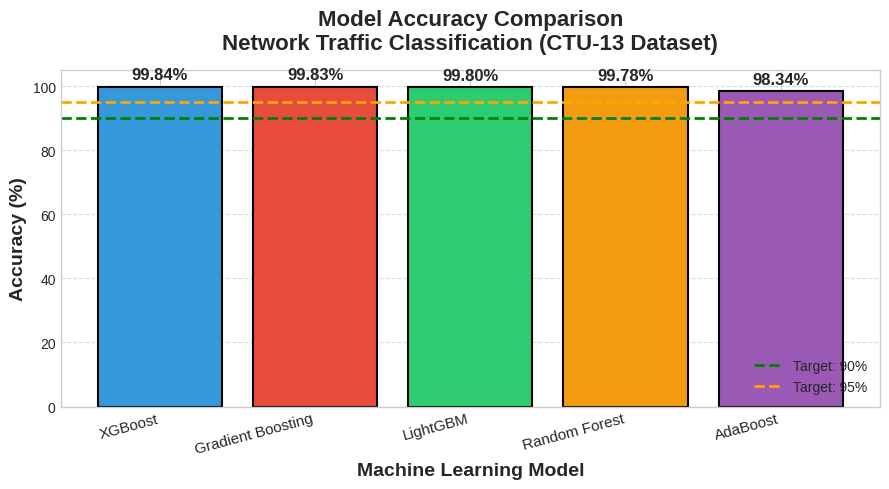 Model Accuracy Comparison
Network Traffic Classification (CTU-13 Dataset)
99.84%
99.83%
99.80%
99.78%
98.34%
Accuracy (%)
100
80
60
40
20
0
Target: 90%
Target: 95%
XGBoost
Gradient Boosting
LightGBM
Random Forest
AdaBoost
Machine Learning Model